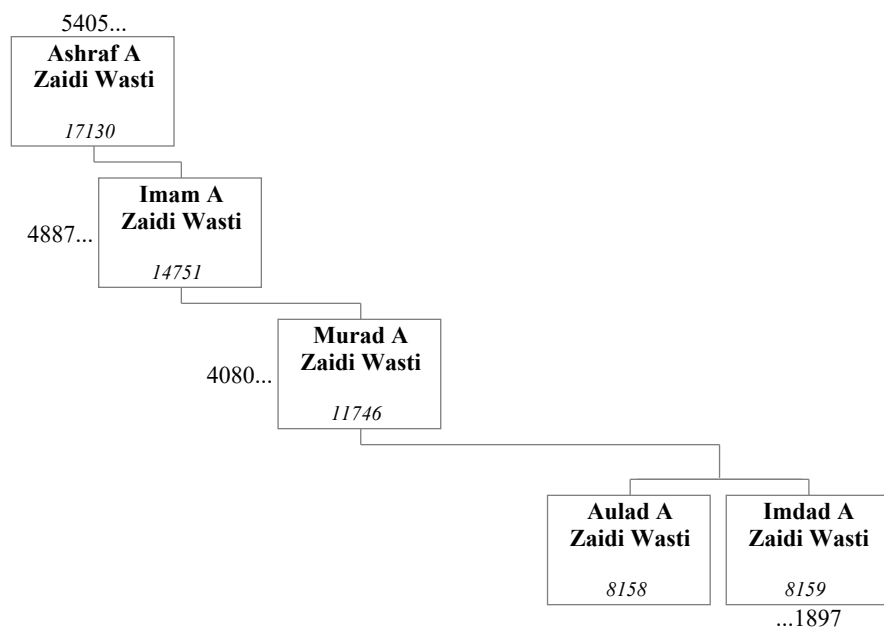 5405...
Ashraf A
Zaidi Wasti
17130
Imam A
Zaidi Wasti
4887...
14751
Murad A
Zaidi Wasti
4080...
11746
Aulad A
Zaidi Wasti
8158
Imdad A
Zaidi Wasti
8159
...1897